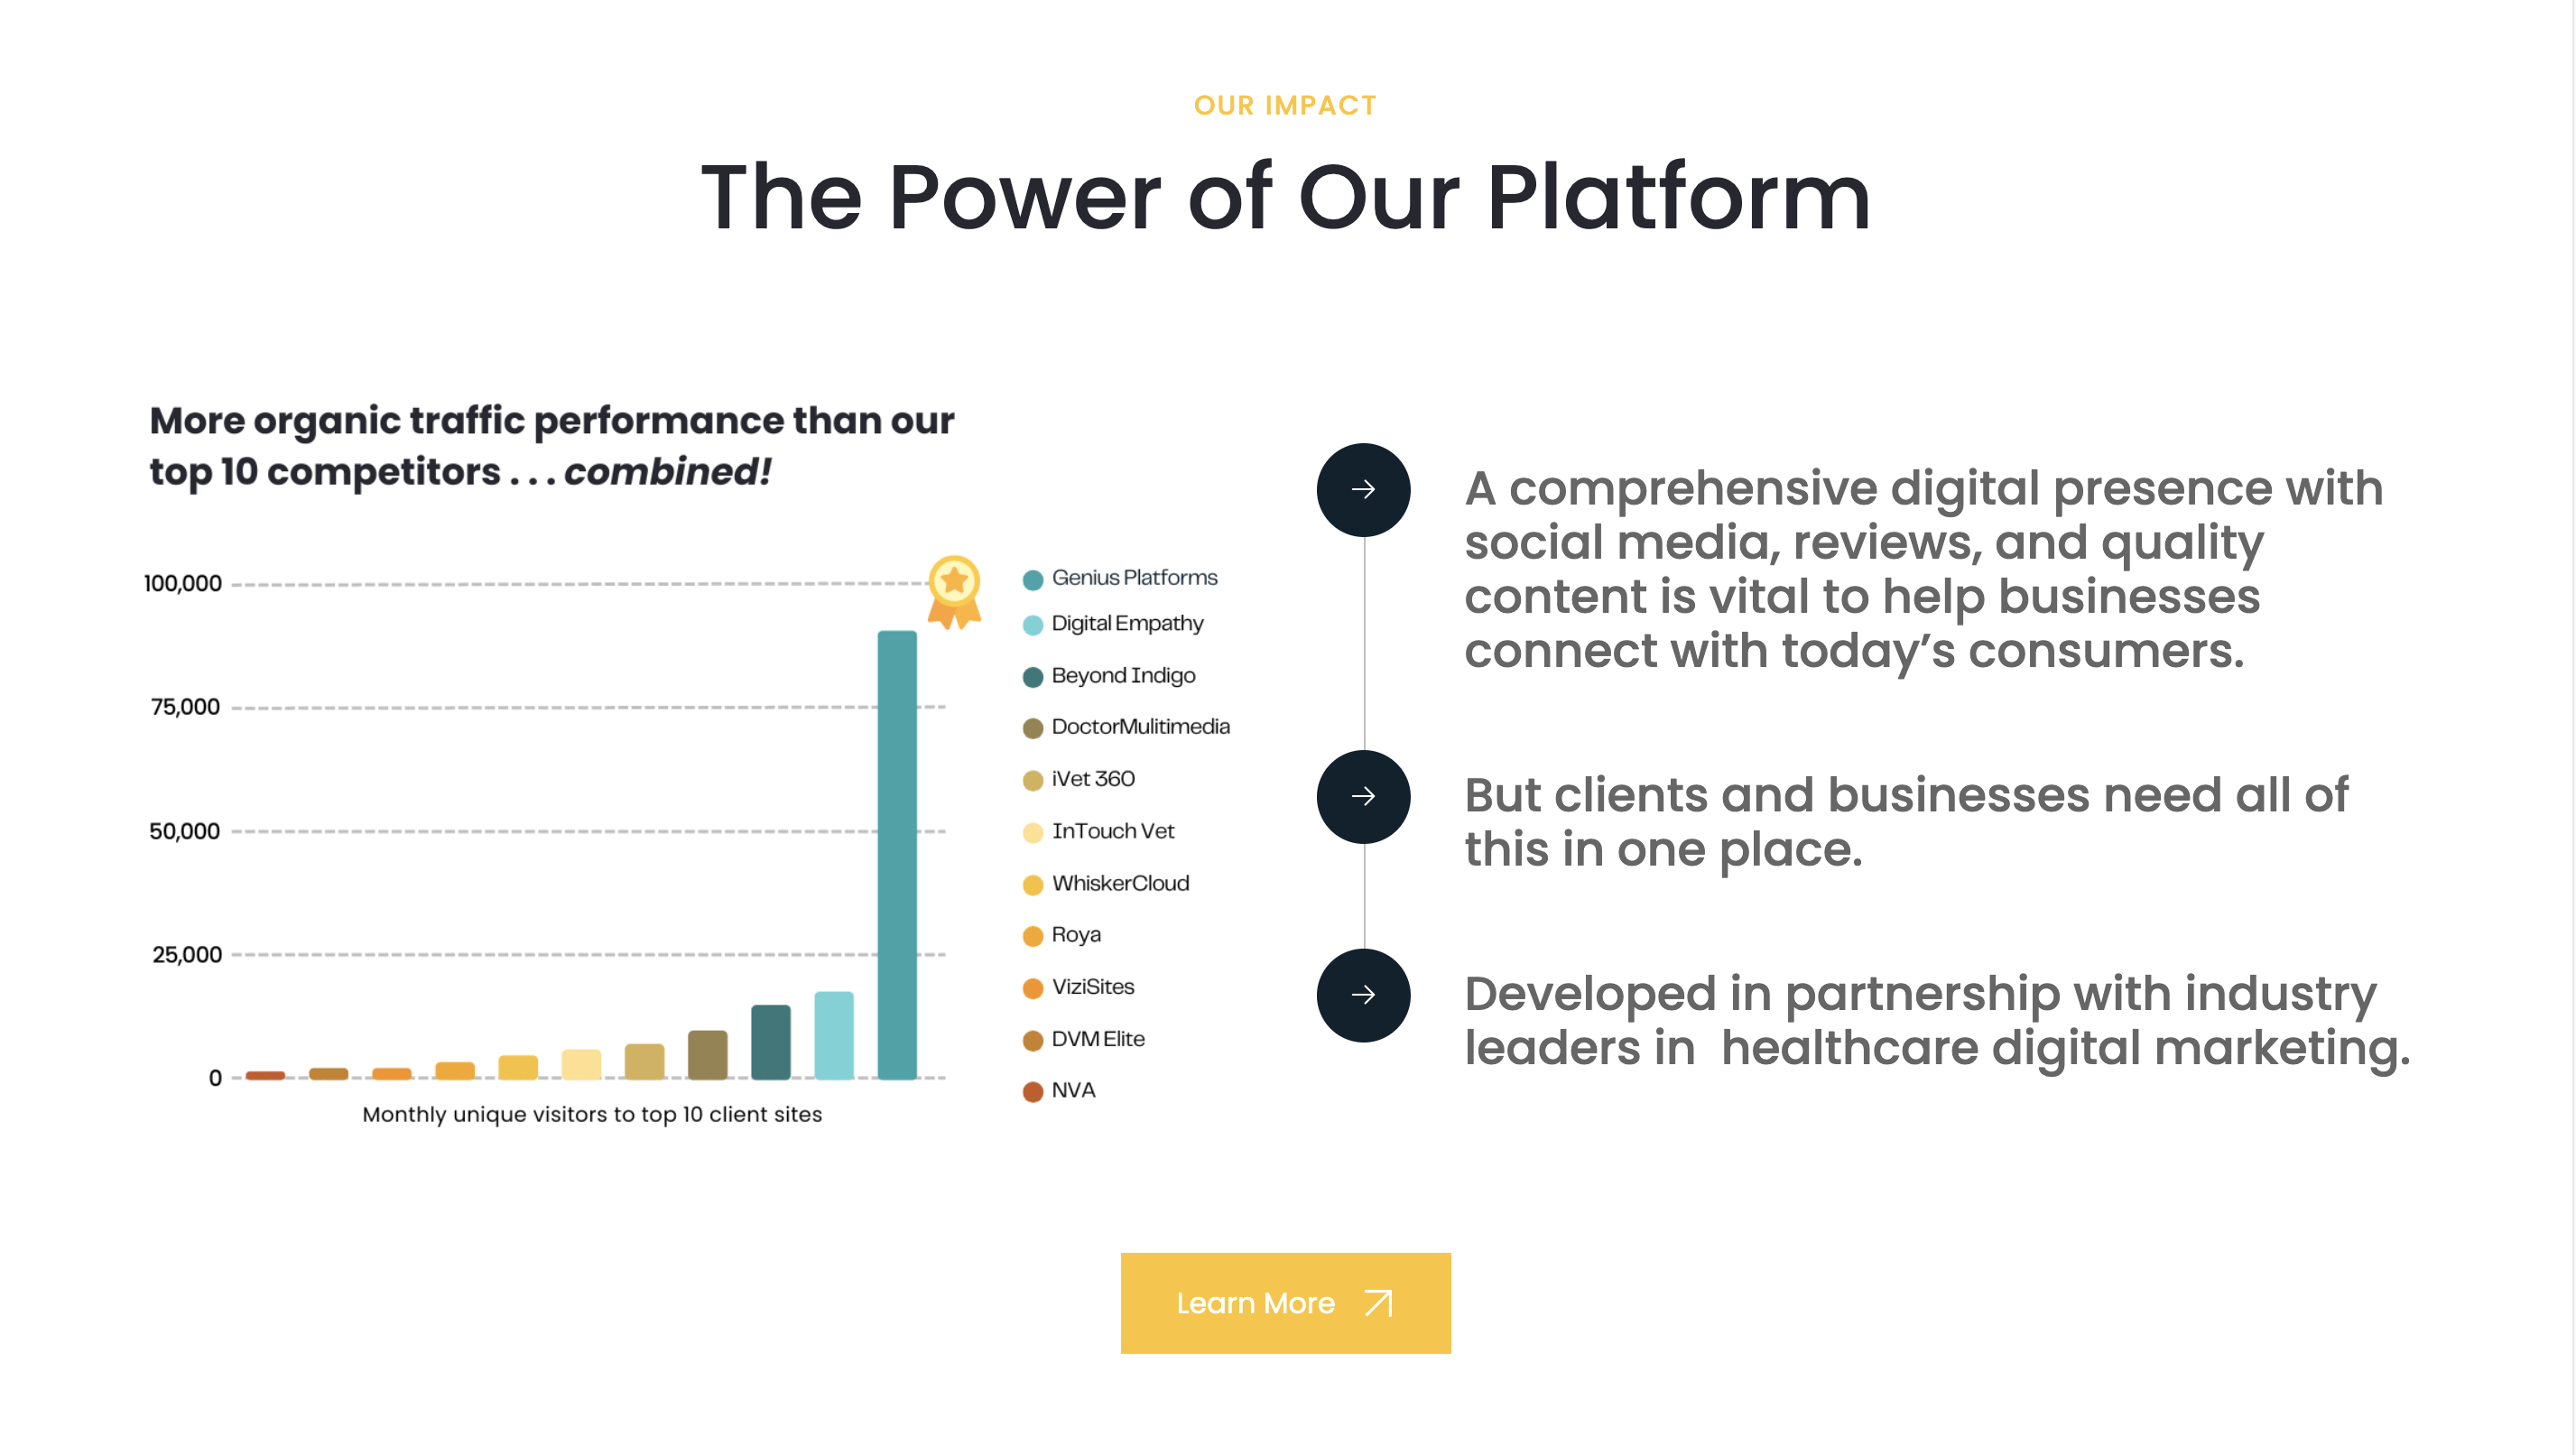 OUR IMPACT
The Power of Our Platform
More organic traffic performance than our
top 10 competitors . . . combined!
100,000
75,000
50,000
25,000
0
Monthly unique visitors to top 10 client sites
Genius Platforms
Digital Empathy
Beyond Indigo
DoctorMulitimedia
iVet 360
InTouch Vet
WhiskerCloud
Roya
ViziSites
DVM Elite
NVA
A comprehensive digital presence with
social media, reviews, and quality
content is vital to help businesses
connect with today’s consumers.
But clients and businesses need all of
this in one place.
Developed in partnership with industry
leaders in  healthcare digital marketing.
Learn More